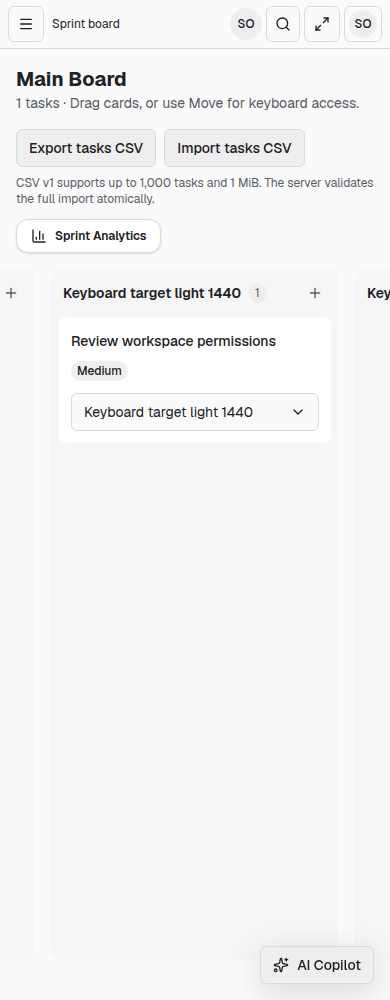 Sprint board
SO
SO
Main Board
1 tasks · Drag cards, or use Move for keyboard access.
Export tasks CSV
Import tasks CSV
CSV v1 supports up to 1,000 tasks and 1 MiB. The server validates
the full import atomically.
Sprint Analytics
Keyboard target light 1440
1
Key
Review workspace permissions
Medium
Keyboard target light 1440
AI Copilot